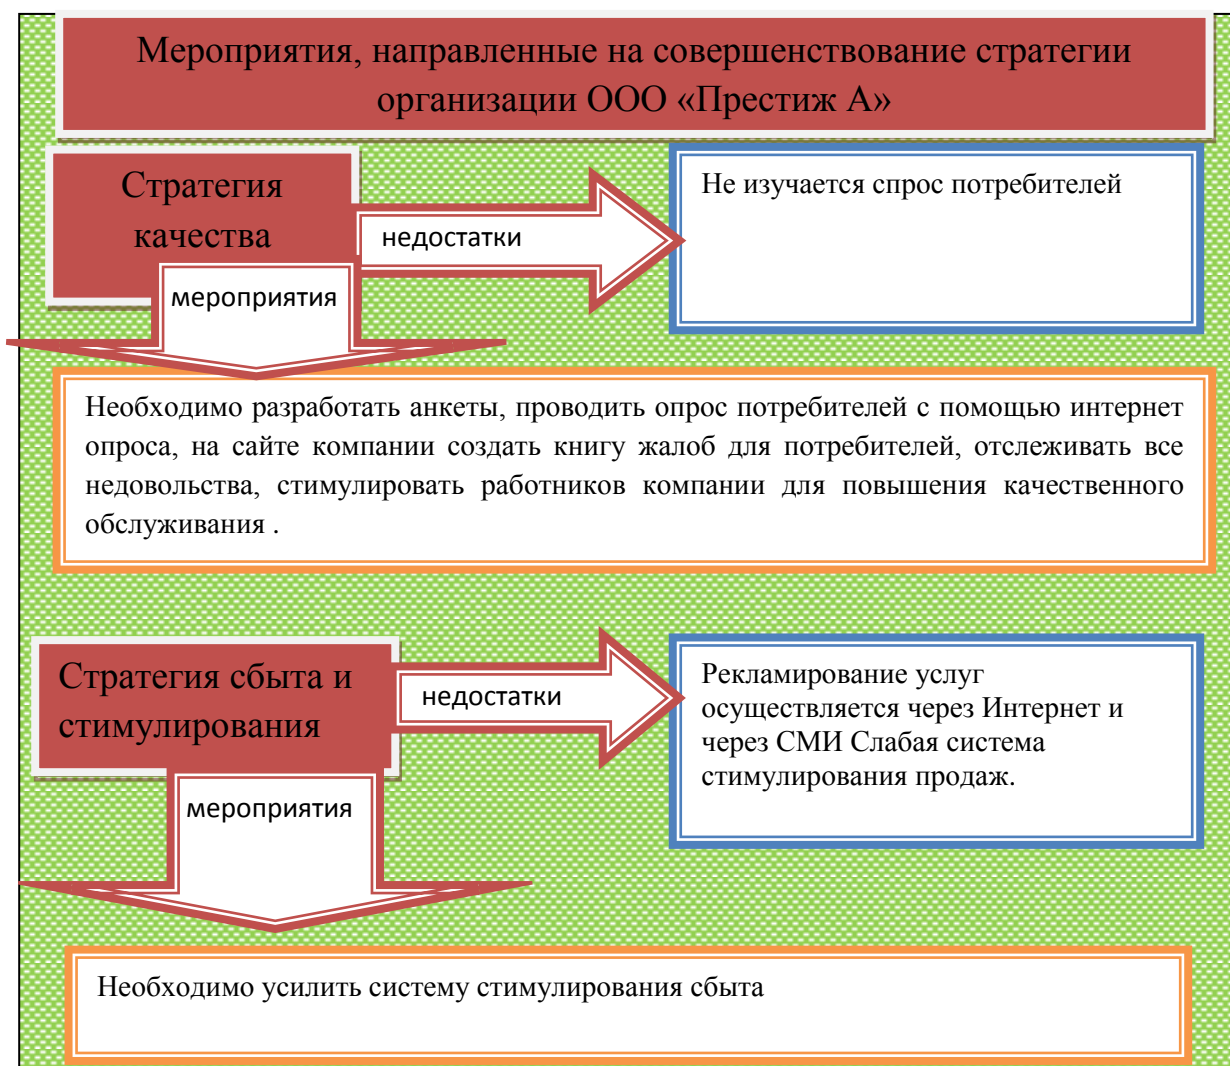 Мероприятия, направленные на совершенствование стратегии
организации ООО «Престиж А»
Стратегия
качества
недостатки
Не изучается спрос потребителей
мероприятия
Необходимо разработать анкеты, проводить опрос потребителей с помощью интернет
опроса, на сайте компании создать книгу жалоб для потребителей, отслеживать все
недовольства, стимулировать работников компании для повышения качественного
обслуживания .
Стратегия сбыта и
стимулирования
недостатки
Рекламирование услуг
осуществляется через Интернет и
через СМИ Слабая система
стимулирования продаж.
мероприятия
Необходимо усилить систему стимулирования сбыта